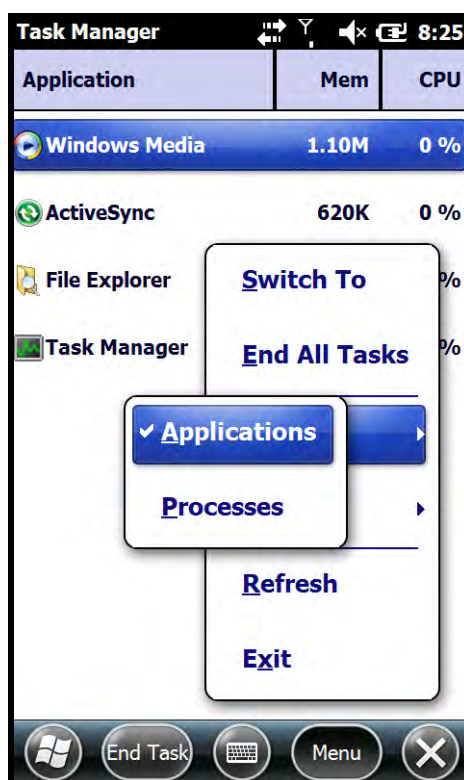 Task Manager 8:25
Application Mem CPU
Windows Media 1.10M 0 %
ActiveSync 620K 0 %
File Explorer %
Switch To
Task Manager %
End All Tasks
Applications
Processes
Refresh
Exit
End Task Menu